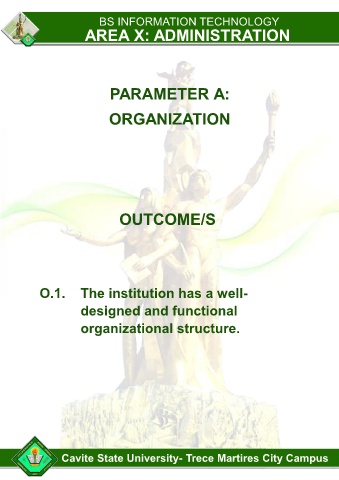 BS INFORMATION TECHNOLOGY
AREA X: ADMINISTRATION
PARAMETER A:
ORGANIZATION
OUTCOME/S
O.1. The institution has a well-
designed and functional
organizational structure.
Cavite State University- Trece Martires City Campus